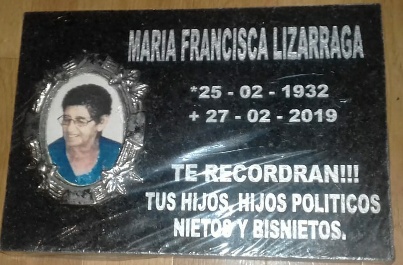 MARIA FRANCISCA LIZARRAGA
*25 - 02 - 1932
+ 27 - 02 - 2019
TE RECORDRAN!!!
TUS HIJOS, HIJOS POLITICOS
NIETOS Y BISNIETOS.